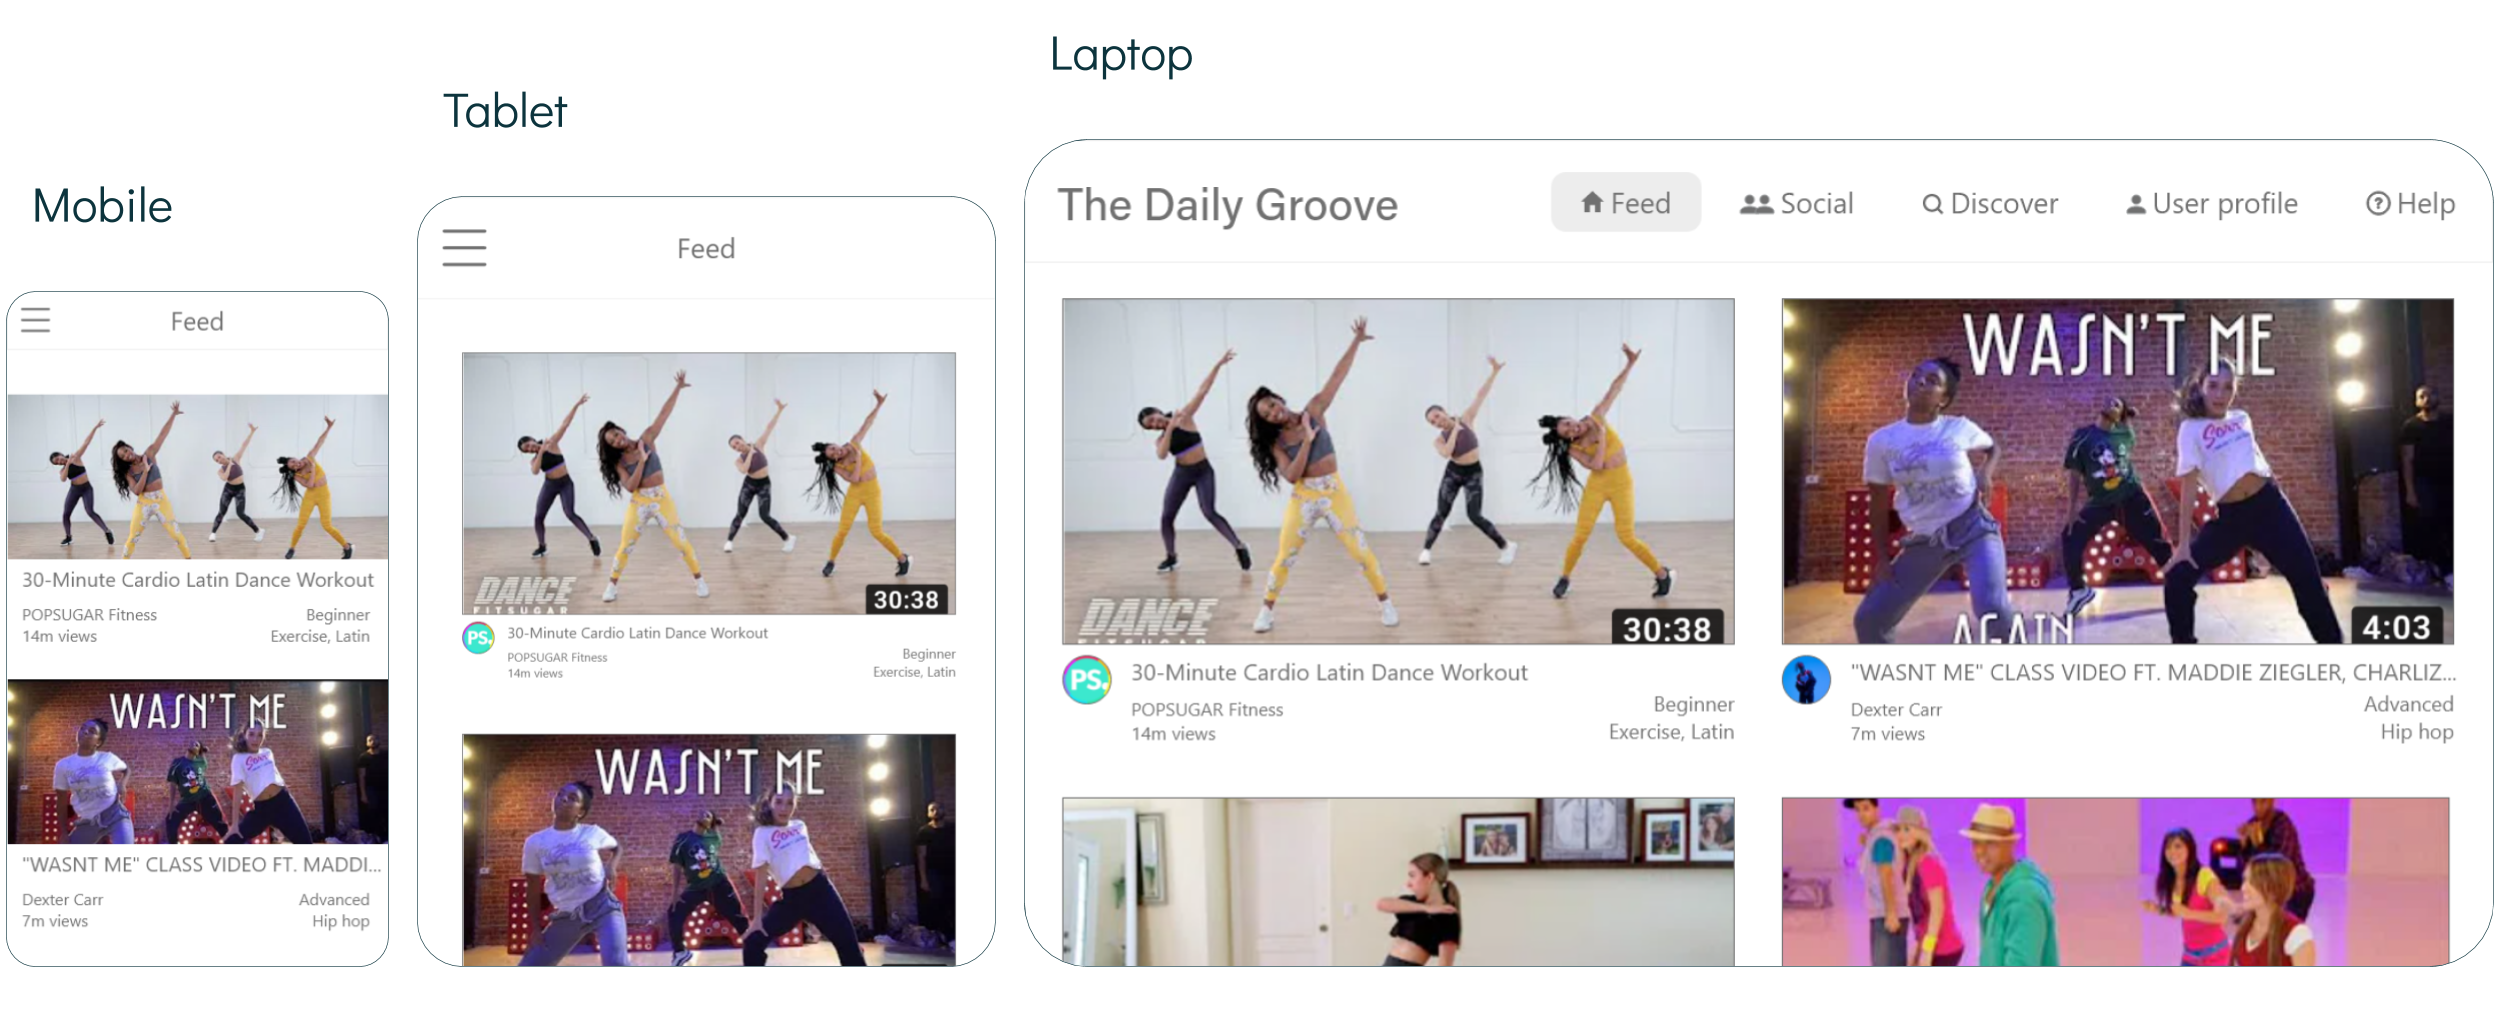 Laptop
Tablet
Mobile
Feed
30-Minute Cardio Latin Dance Workout
POPSUGAR Fitness
Beginner
14m views
Exercise, Latin
WASN'T ME
"WASNT ME" CLASS VIDEO FT. MADDI...
Dexter Carr
Advanced
7m views
Hip hop
Feed
DANCE
FITSUGAR
30:38
PS.
30-Minute Cardio Latin Dance Workout
POPSUGAR Fitness
Beginner
14m views
Exercise, Latin
WASN'T ME
The Daily Groove
Feed
Social
Discover
User profile
Help
DANCE
FITSUGAR
30:38
PS.
30-Minute Cardio Latin Dance Workout
POPSUGAR Fitness
Beginner
14m views
Exercise, Latin
WASN'T ME
Sorry
AGAIN
4:03
"WASNT ME" CLASS VIDEO FT. MADDIE ZIEGLER, CHARLIZ...
Dexter Carr
Advanced
7m views
Hip hop